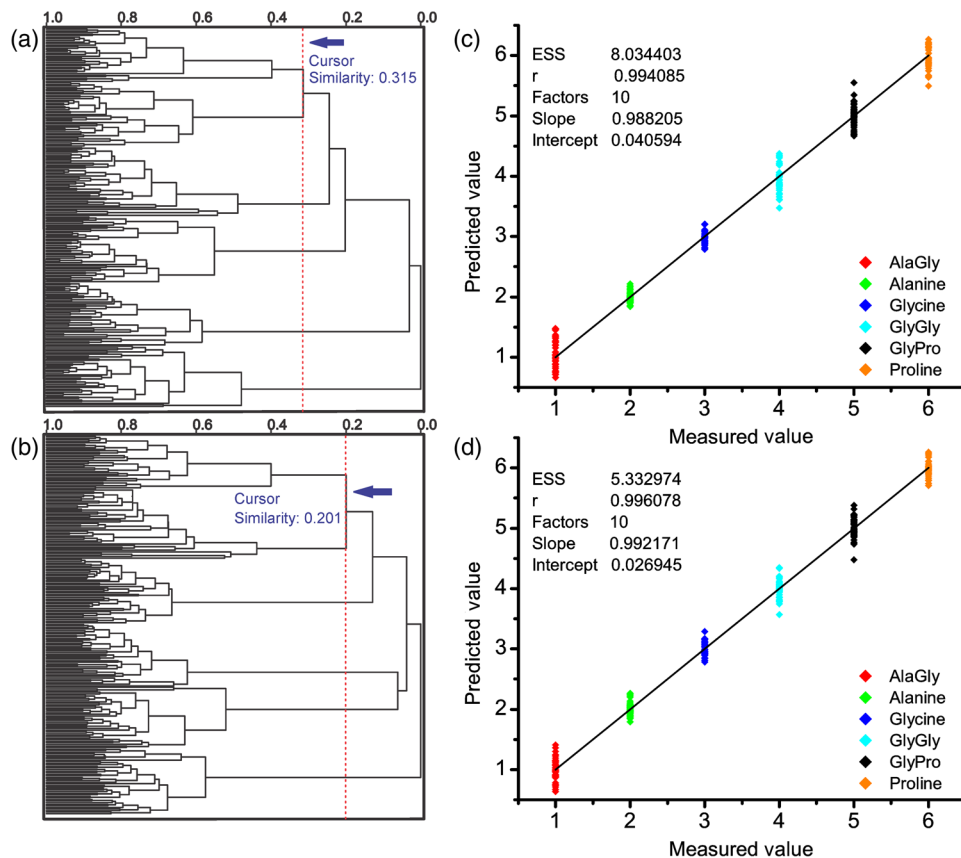 (a)
1.0 0.8 0.6 0.4 0.2 0.0
Cursor
Similarity: 0.315
(b)
1.0 0.8 0.6 0.4 0.2 0.0
Cursor
Similarity: 0.201
(c)
ESS 8.034403
r 0.994085
Factors 10
Slope 0.988205
Intercept 0.040594
Predicted value
6
5
4
3
2
1
AlaGly
Alanine
Glycine
GlyGly
GlyPro
Proline
1 2 3 4 5 6
Measured value
(d)
ESS 5.332974
r 0.996078
Factors 10
Slope 0.992171
Intercept 0.026945
Predicted value
6
5
4
3
2
1
AlaGly
Alanine
Glycine
GlyGly
GlyPro
Proline
1 2 3 4 5 6
Measured value